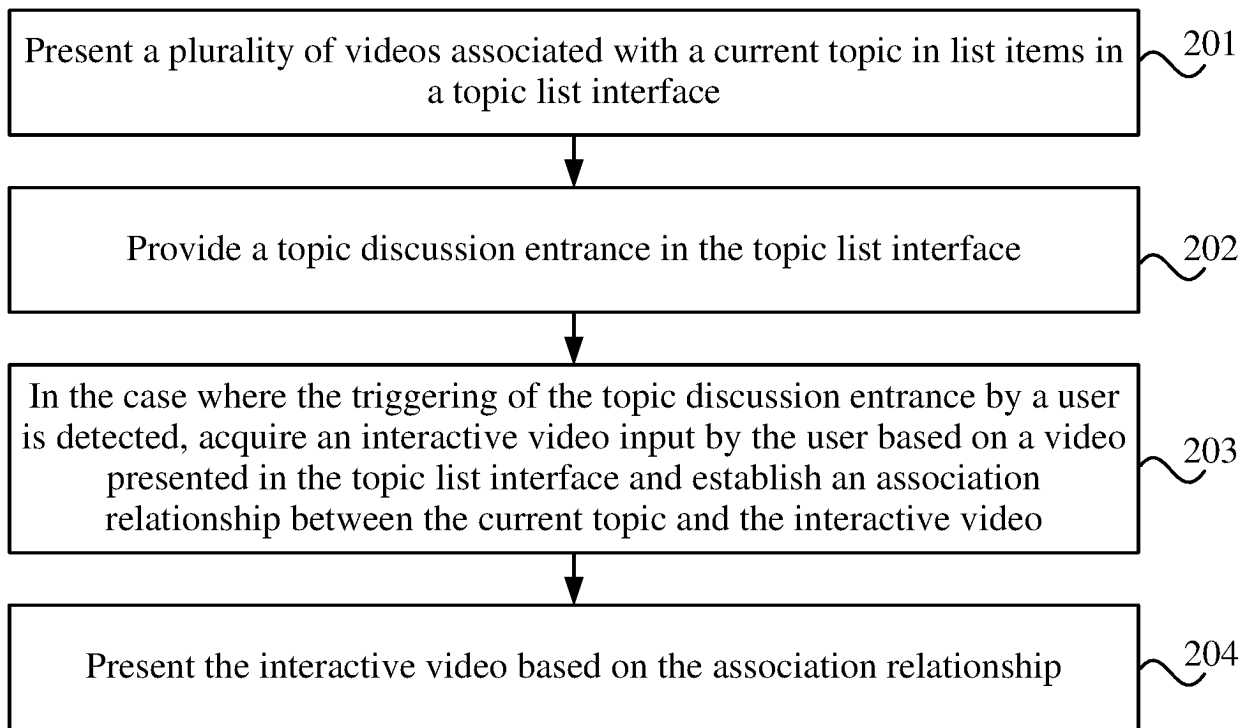 Present a plurality of videos associated with a current topic in list items in
a topic list interface
201
Provide a topic discussion entrance in the topic list interface
202
In the case where the triggering of the topic discussion entrance by a user
is detected, acquire an interactive video input by the user based on a video
presented in the topic list interface and establish an association
relationship between the current topic and the interactive video
203
Present the interactive video based on the association relationship
204